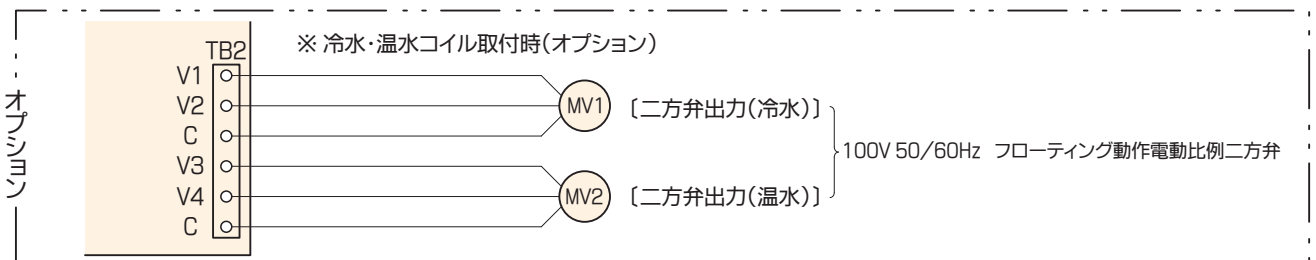 オプション
TB2
※ 冷水・温水コイル取付時(オプション)
V1
V2
C
V3
V4
C
MV1
〔二方弁出力(冷水)〕
100V 50/60Hz フローティング動作電動比例二方弁
MV2
〔二方弁出力(温水)〕